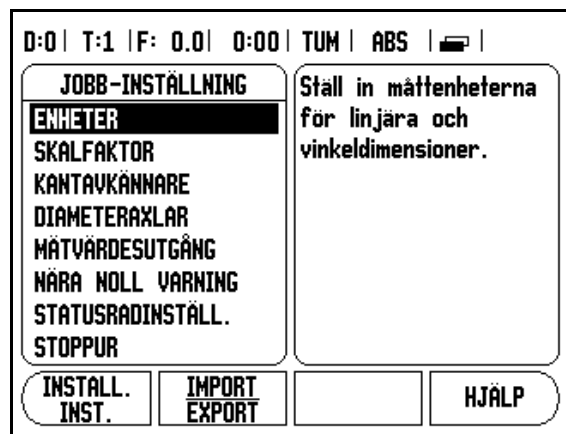 D:0 | T:1 | F: 0.0 | 0:00 | TUM | ABS | |
JOBB-INSTÄLLNING
ENHETER
SKALFAKTOR
KANTAVKÄNNARE
DIAMETERAXLAR
MÄTVÄRDESUTGÅNG
NÄRA NOLL VARNING
STATUSRADINSTÄLL.
STOPPUR
Ställ in måttenheterna
för linjära och
vinkeldimensioner.
INSTALL.
INST.
IMPORT
EXPORT
HJÄLP